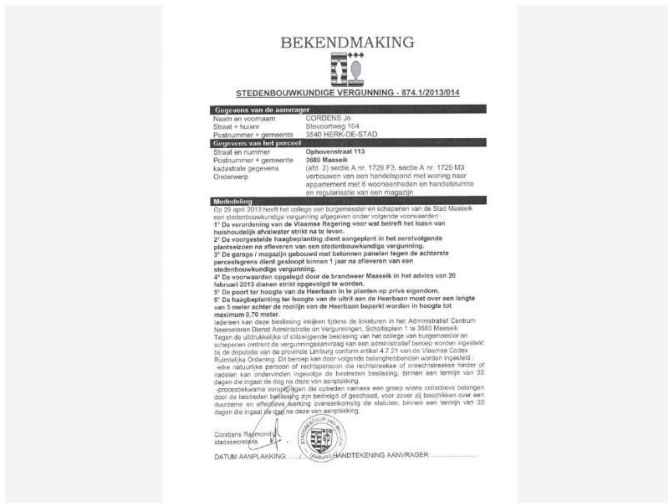 BEKENDMAKING
STEDENBOUWKUNDIGE VERGUNNING - 874.1/2013/014
Gegevens van de aanvrager
Naam en voornaam CORDENS Jo
Straat + huisnr Stevoortweg 104
Postnummer + gemeente 3540 HERK-DE-STAD
Gegevens van het perceel
Straat en nummer Ophovenstraat 113
Postnummer + gemeente 3680 Maaseik
kadastrale gegevens (afd. 2) sectie A nr. 1729 F3, sectie A nr. 1729 M3
Onderwerp verbouwen van een handelspand met woning naar
appartement met 6 wooneenheden en handelsruimte
en regularisatie van een magazijn
Mededeling
Op 29 april 2013 heeft het college van burgemeester en schepenen van de Stad Maaseik
een stedenbouwkundige vergunning afgegeven onder volgende voorwaarden :
1° De verordening van de Vlaamse Regering voor wat betreft het lozen van
huishoudelijk afvalwater strikt na te leven.
2° De voorgestelde haagbeplanting dient aangeplant in het eerstvolgende
plantseizoen na afleveren van een stedenbouwkundige vergunning.
3° De garage / magazijn gebouwd met betonnen panelen tegen de achterste
perceelsgrens dient gesloopt binnen 1 jaar na afleveren van een
stedenbouwkundige vergunning.
4° De voorwaarden opgelegd door de brandweer Maaseik in het advies van 20
februari 2013 dienen strikt opgevolgd te worden.
5° De poort ter hoogte van de Heerbaan in te planten op privé eigendom.
6° De haagbeplanting ter hoogte van de uitrit aan de Heerbaan moet over een lengte
van 5 meter achter de rooilijn van de Heerbaan beperkt worden in hoogte tot
maximum 0,70 meter.
Iedereen kan deze beslissing inkijken tijdens de loketuren in het Administratief Centrum
Neeroeteren Dienst Administratie en Vergunningen, Scholtisplein 1 te 3680 Maaseik.
Tegen de uitdrukkelijke of stilzwijgende beslissing van het college van burgemeester en
schepenen omtrent de vergunningsaanvraag kan een administratief beroep worden ingesteld
bij de deputatie van de provincie Limburg conform artikel 4.7.21 van de Vlaamse Codex
Ruimtelijke Ordening. Dit beroep kan door volgende belanghebbenden worden ingesteld :
-elke natuurlijke persoon of rechtspersoon die rechtstreekse of onrechtstreekse hinder of
nadelen kan ondervinden ingevolge de bestreden beslissing, binnen een termijn van 30
dagen die ingaat de dag na deze van aanplakking.
-procesbekwame verenigingen die optreden namens een groep wiens collectieve belangen
door de bestreden beslissing zijn bedreigd of geschaad, voor zover zij beschikken over een
duurzame en effectieve werking overeenkomstig de statuten, binnen een termijn van 30
dagen die ingaat de dag na deze van aanplakking.
Corstjens Raymond
stadssecretaris
DATUM AANPLAKKING: ..../ HANDTEKENING AANVRAGER: